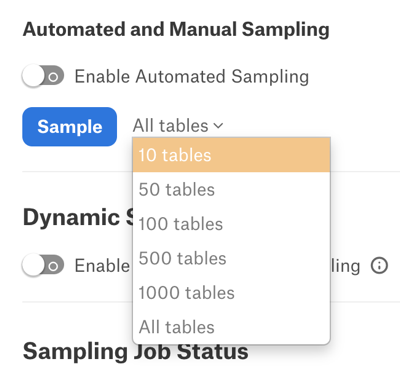 Automated and Manual Sampling
Enable Automated Sampling
Sample All tables
10 tables
50 tables
Dynamic S
100 tables
500 tables
Enable ling
1000 tables
All tables
Sampling Job Status